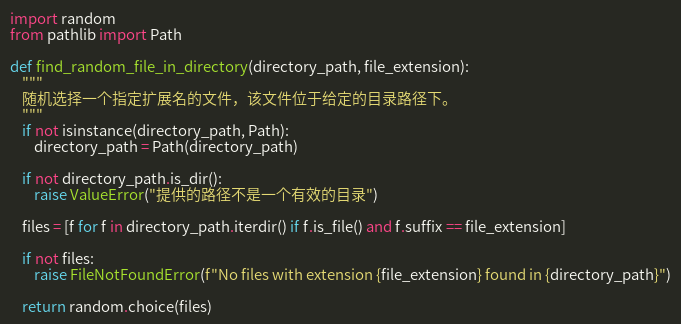 import random
from pathlib import Path

def find_random_file_in_directory(directory_path, file_extension):
    """
    随机选择一个指定扩展名的文件，该文件位于给定的目录路径下。
    """
    if not isinstance(directory_path, Path):
        directory_path = Path(directory_path)

    if not directory_path.is_dir():
        raise ValueError("提供的路径不是一个有效的目录")

    files = [f for f in directory_path.iterdir() if f.is_file() and f.suffix == file_extension]

    if not files:
        raise FileNotFoundError(f"No files with extension {file_extension} found in {directory_path}")

    return random.choice(files)